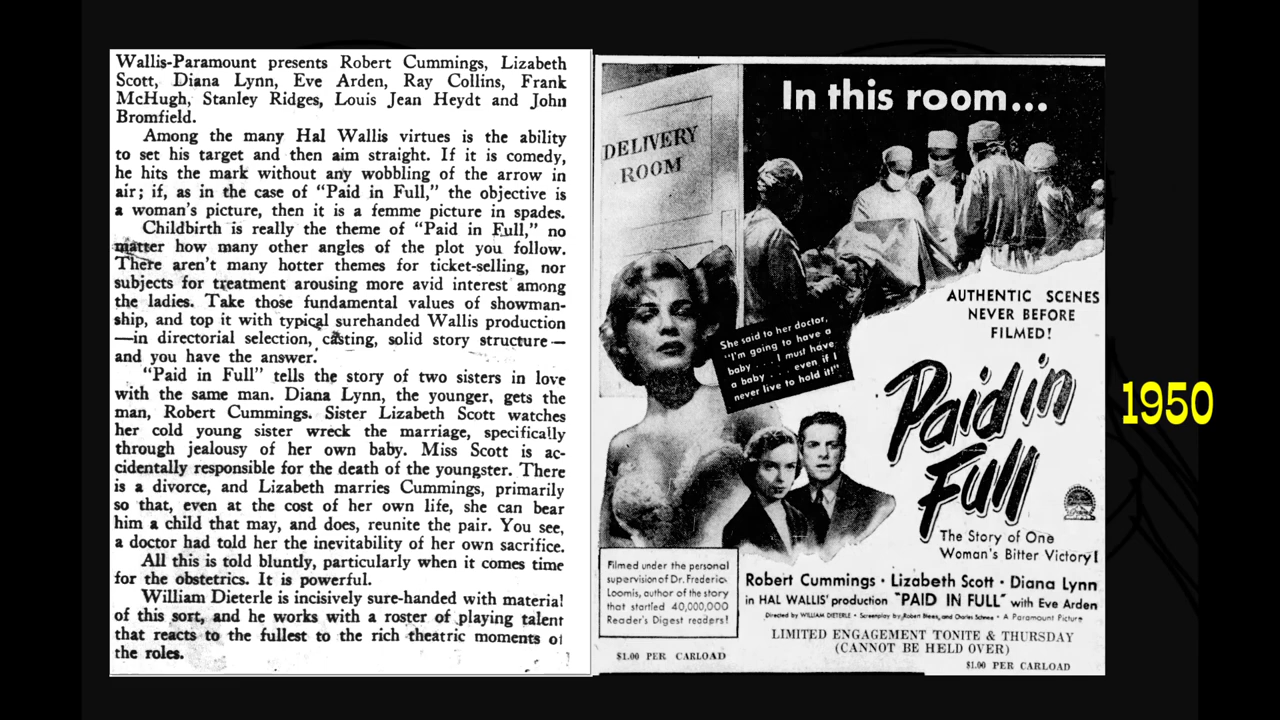 Wallis-Paramount presents Robert Cummings, Lizabeth
Scott, Diana Lynn, Eve Arden, Ray Collins, Frank
McHugh, Stanley Ridges, Louis Jean Heydt and John
Bromfield.
Among the many Hal Wallis virtues is the ability
to set his target and then aim straight. If it is comedy,
he hits the mark without any wobbling of the arrow in
air; if, as in the case of "Paid in Full," the objective is
a woman's picture, then it is a femme picture in spades.
Childbirth is really the theme of "Paid in Full," no
matter how many other angles of the plot you follow.
There aren't many hotter themes for ticket-selling, nor
subjects for treatment arousing more avid interest among
the ladies. Take those fundamental values of showman-
ship, and top it with typical surehanded Wallis production
—in directorial selection, casting, solid story structure—
and you have the answer.
"Paid in Full" tells the story of two sisters in love
with the same man. Diana Lynn, the younger, gets the
man, Robert Cummings. Sister Lizabeth Scott watches
her cold young sister wreck the marriage, specifically
through jealousy of her own baby. Miss Scott is ac-
cidentally responsible for the death of the youngster. There
is a divorce, and Lizabeth marries Cummings, primarily
so that, even at the cost of her own life, she can bear
him a child that may, and does, reunite the pair. You see,
a doctor had told her the inevitability of her own sacrifice.
All this is told bluntly, particularly when it comes time
for the obstetrics. It is powerful.
William Dieterle is incisively sure-handed with material
of this sort, and he works with a roster of playing talent
that reacts to the fullest to the rich theatric moments of
the roles.
In this room...
DELIVERY
ROOM
She said to her doctor,
"I'm going to have a
baby . . . I must have
a baby . . . even if I
never live to hold it!"
AUTHENTIC SCENES
NEVER BEFORE
FILMED!
Paid in
Full
The Story of One
Woman's Bitter Victory!
Filmed under the personal
supervision of Dr. Frederic
Loomis, author of the story
that startled 40,000,000
Reader's Digest readers!
Robert Cummings · Lizabeth Scott · Diana Lynn
in HAL WALLIS' production "PAID IN FULL" with Eve Arden
Directed by WILLIAM DIETERLE · Screenplay by Robert Blees, and Charles Schnee · A Paramount Picture
LIMITED ENGAGEMENT TONITE & THURSDAY
(CANNOT BE HELD OVER)
$1.00 PER CARLOAD
$1.00 PER CARLOAD
1950